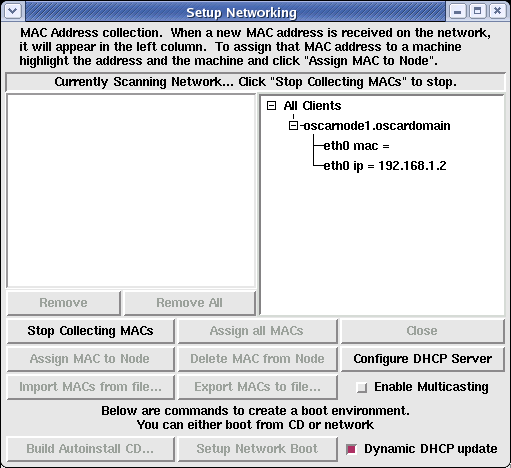 Setup Networking
MAC Address collection. When a new MAC address is received on the network,
it will appear in the left column. To assign that MAC address to a machine
highlight the address and the machine and click "Assign MAC to Node".
Currently Scanning Network... Click "Stop Collecting MACs" to stop.
All Clients
oscarnode1.oscardomain
eth0 mac =
eth0 ip = 192.168.1.2
Remove Remove All
Stop Collecting MACs Assign all MACs Close
Assign MAC to Node Delete MAC from Node Configure DHCP Server
Import MACs from file... Export MACs to file... Enable Multicasting
Below are commands to create a boot environment.
You can either boot from CD or network
Build Autoinstall CD... Setup Network Boot Dynamic DHCP update